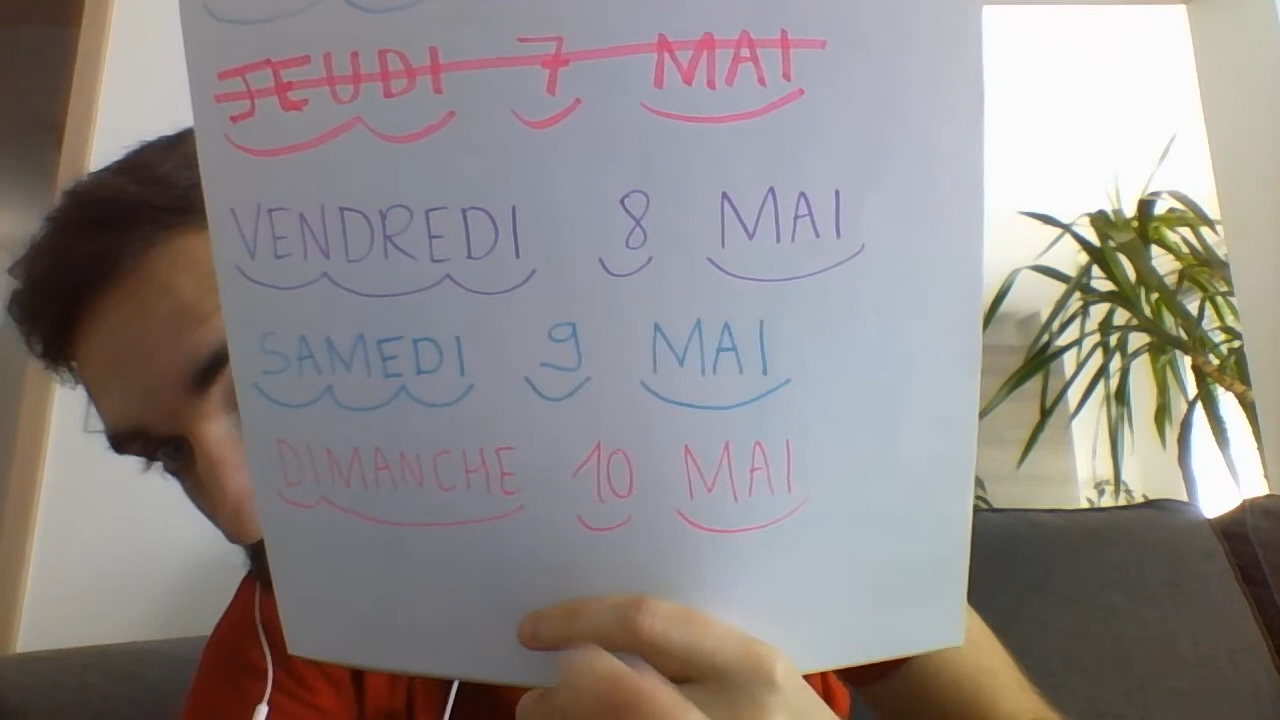 JEUDI 7 MAI
VENDREDI 8 MAI
SAMEDI 9 MAI
DIMANCHE 10 MAI